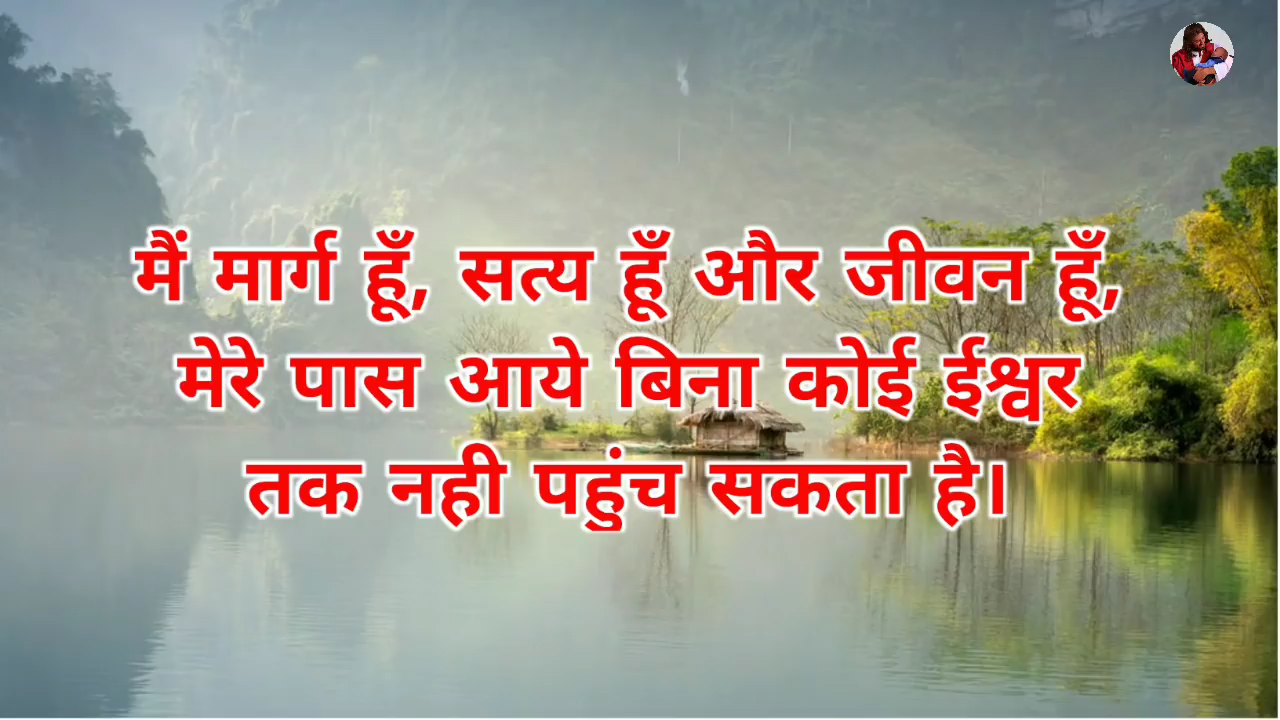 मैं मार्ग हूँ, सत्य हूँ और जीवन हूँ,
मेरे पास आये बिना कोई ईश्वर
तक नही पहुंच सकता है।